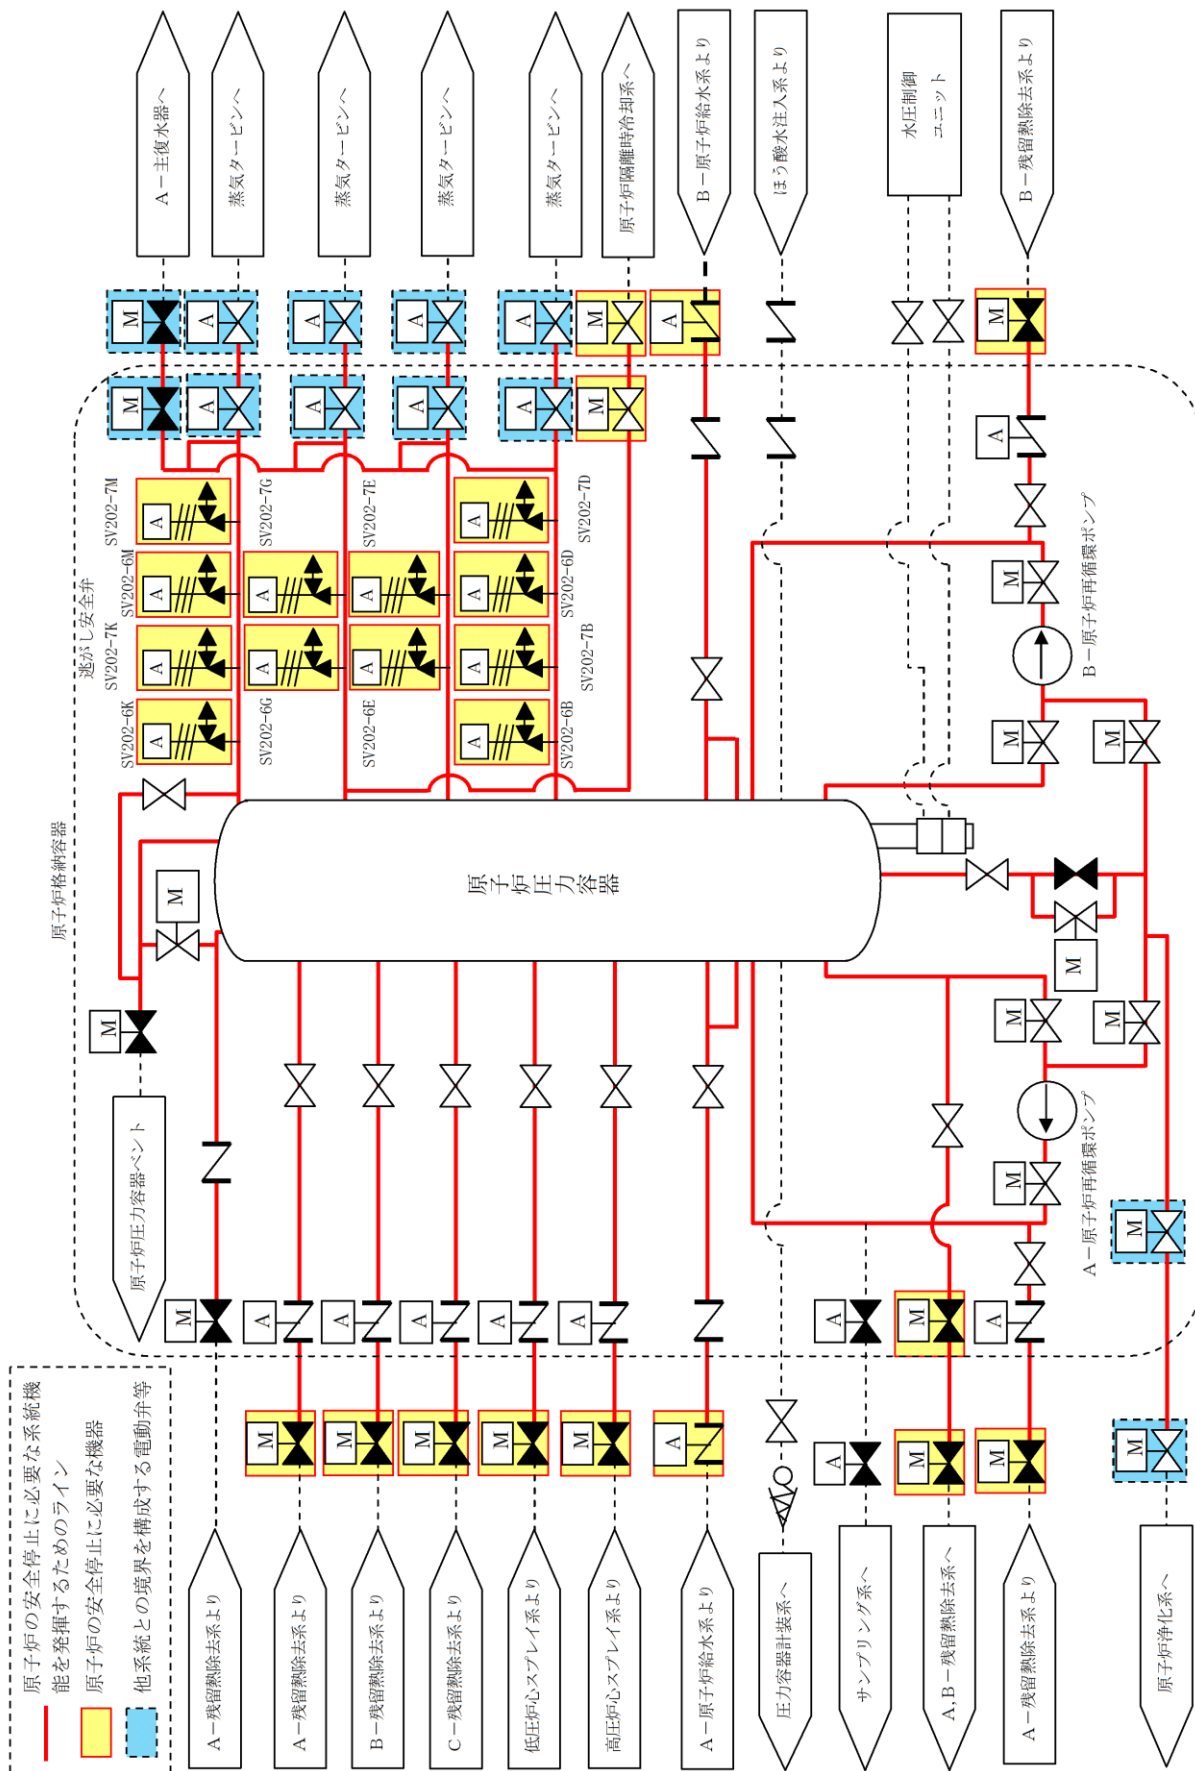 原子炉の安全停止に必要な系統機
能を発揮するためのライン
原子炉の安全停止に必要な機器
他系統との境界を構成する電動弁等
A－残留熱除去系より
A－残留熱除去系より
B－残留熱除去系より
C－残留熱除去系より
低圧炉心スプレイ系より
高圧炉心スプレイ系より
A－原子炉給水系より
圧力容器計装系へ
サンプリング系へ
A,B－残留熱除去系へ
A－残留熱除去系より
原子炉浄化系へ
M
M
M
M
M
A
A
M
M
M
M
A
A
A
A
A
A
M
A
M
原子炉圧力容器ベント
M
M
原子炉格納容器
原子炉圧力容器
A－原子炉再循環ポンプ
M
M
M
M
M
M
M
B－原子炉再循環ポンプ
逃がし安全弁
SV202-6K
SV202-7K
SV202-6M
SV202-7M
A
A
A
A
SV202-6G
SV202-7G
A
A
SV202-6E
SV202-7E
A
A
SV202-6B
SV202-7B
SV202-6D
SV202-7D
A
A
A
A
M
A
A
A
A
M
A
M
A
A
A
A
M
A
M
A－主復水器へ
蒸気タービンへ
蒸気タービンへ
蒸気タービンへ
蒸気タービンへ
原子炉隔離時冷却系へ
B－原子炉給水系より
ほう酸水注入系より
水圧制御
ユニット
B－残留熱除去系より